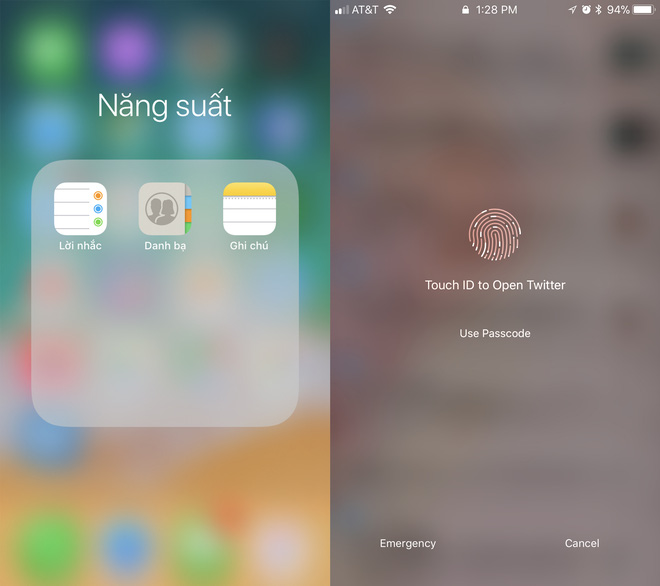 Năng suất
Lời nhắc
Danh bạ
Ghi chú
AT&T
1:28 PM
94%
Touch ID to Open Twitter
Use Passcode
Emergency
Cancel